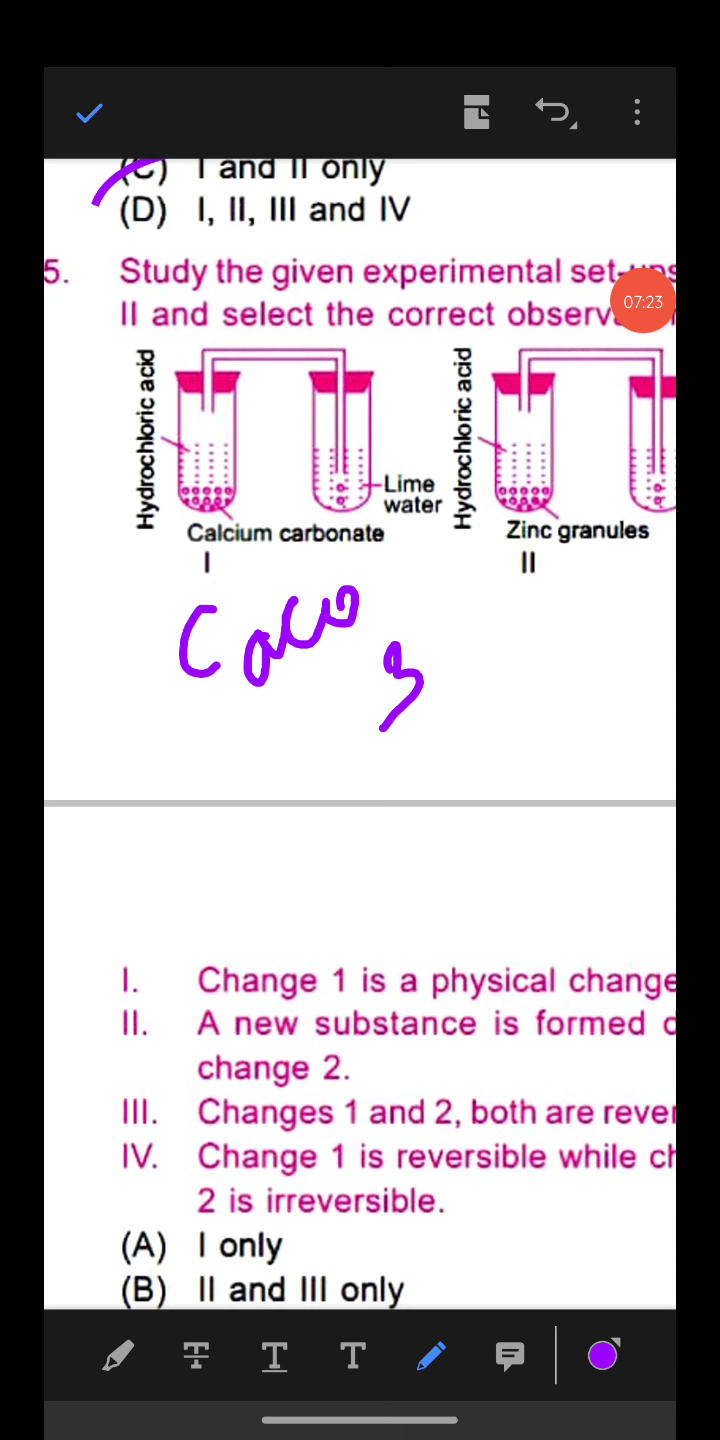 (C) I and II only
(D) I, II, III and IV
07:23
5. Study the given experimental set-ups
II and select the correct
Hydrochloric acid
Hydrochloric acid
Lime
water
Calcium carbonate
Zinc granules
I
II
CaCO
3
I. Change 1 is a physical change
II. A new substance is formed
change 2.
III. Changes 1 and 2, both are
IV. Change 1 is reversible while
2 is irreversible.
(A) I only
(B) II and III only
T T T